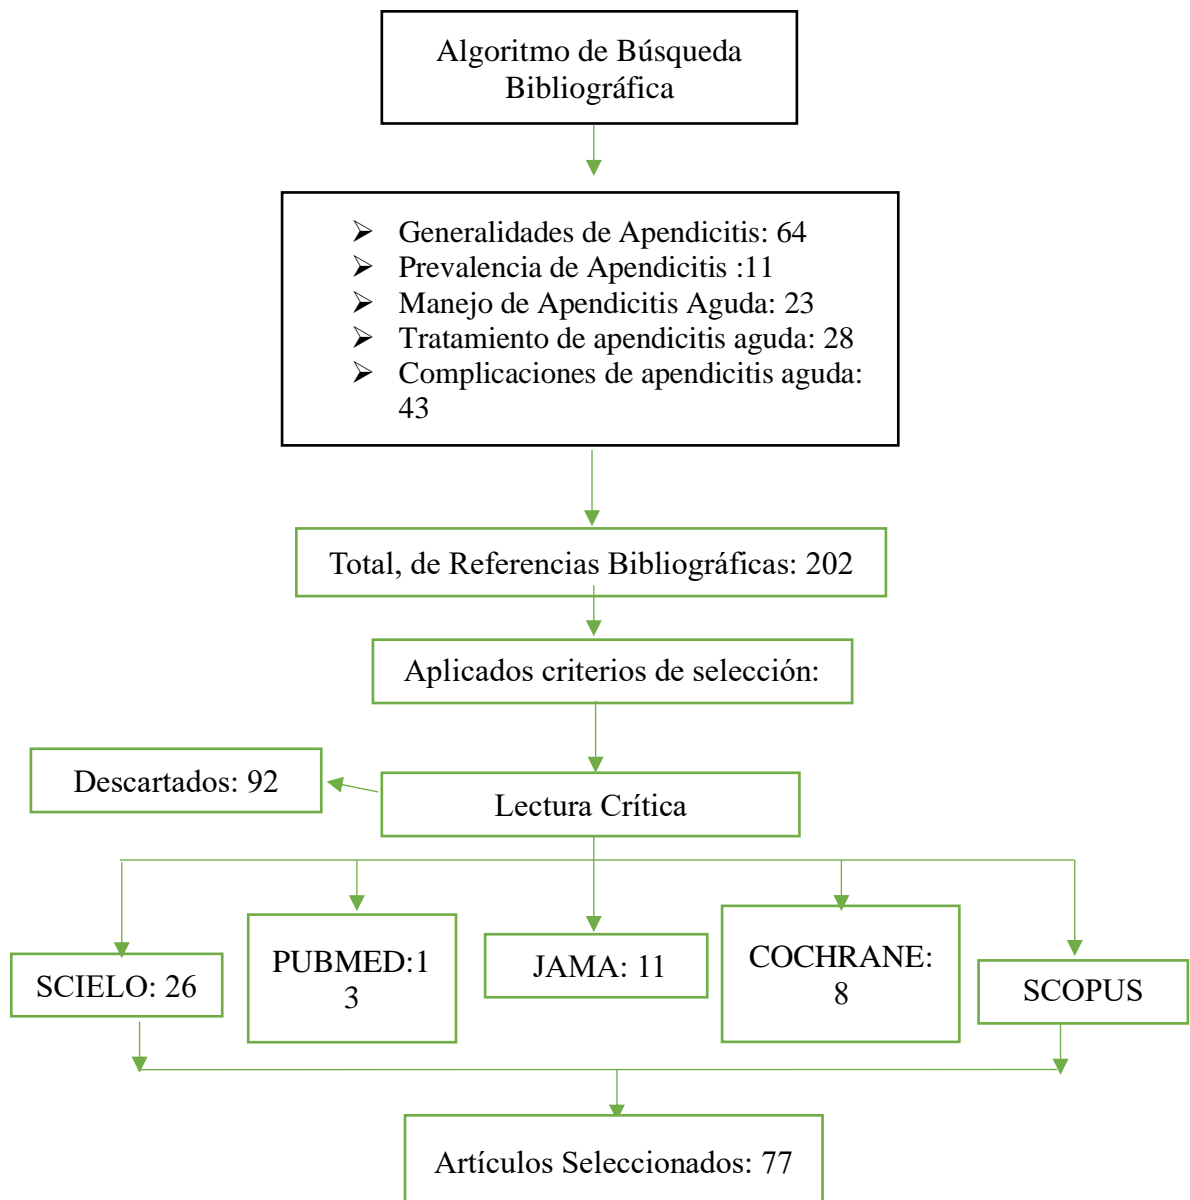 Algoritmo de Búsqueda
Bibliográfica
➢ Generalidades de Apendicitis: 64
➢ Prevalencia de Apendicitis :11
➢ Manejo de Apendicitis Aguda: 23
➢ Tratamiento de apendicitis aguda: 28
➢ Complicaciones de apendicitis aguda:
43
Total, de Referencias Bibliográficas: 202
Aplicados criterios de selección:
Descartados: 92
Lectura Crítica
SCIELO: 26
PUBMED:1
3
JAMA: 11
COCHRANE:
8
SCOPUS
Artículos Seleccionados: 77